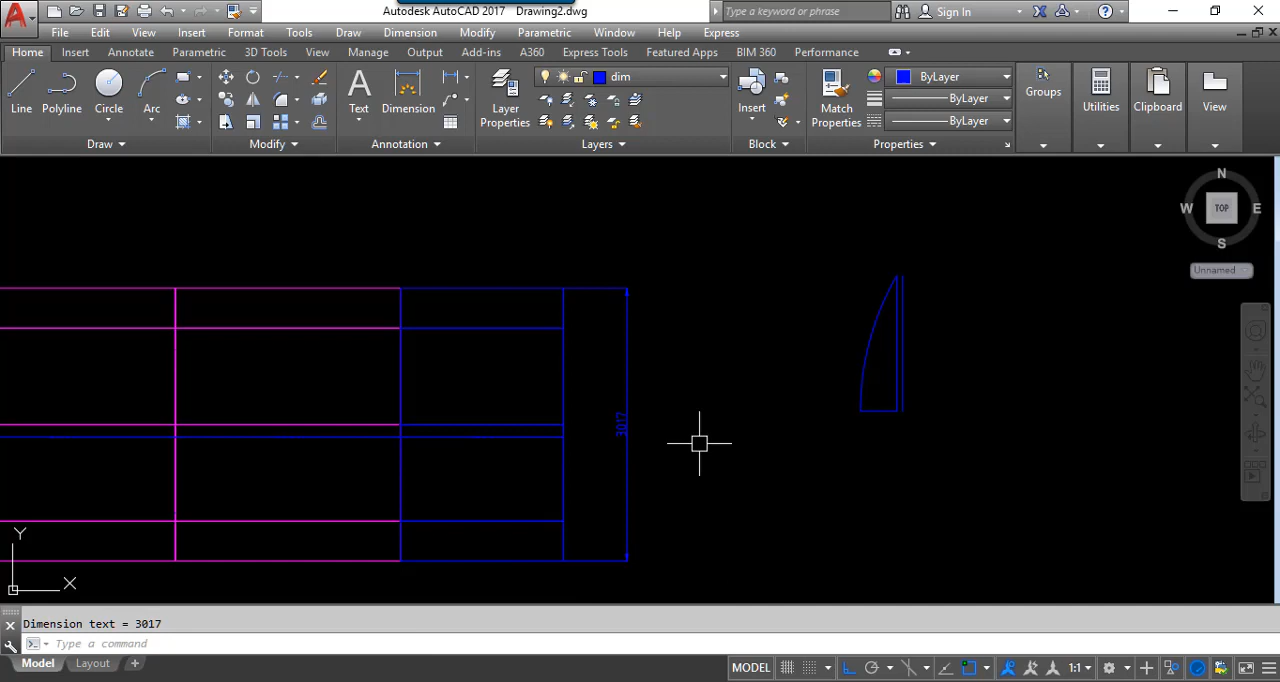 Autodesk AutoCAD 2017 Drawing2.dwg
Type a keyword or phrase
Sign In
File Edit View Insert Format Tools Draw Dimension Modify Parametric Window Help Express
Home Insert Annotate Parametric 3D Tools View Manage Output Add-ins A360 Express Tools Featured Apps BIM 360 Performance
dim
ByLayer
ByLayer
ByLayer
Line Polyline Circle Arc
Text Dimension
Layer
Properties
Insert
Match
Properties
Groups
Utilities
Clipboard
View
Draw Modify Annotation Layers Block Properties
N
W TOP E
S
Unnamed
3017
Y
X
Dimension text = 3017
Type a command
Model Layout +
MODEL 1:1